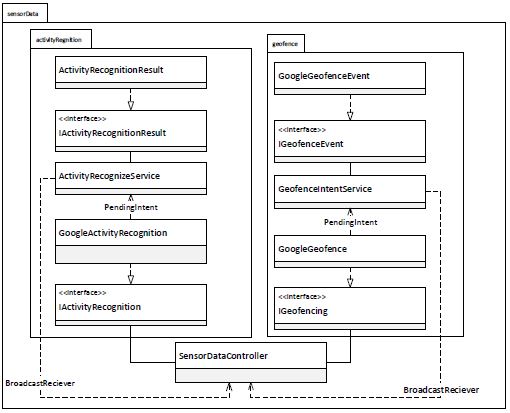 sensorData
activityRegnition
ActivityRecognitionResult
<<Interface>>
IActivityRecognitionResult
ActivityRecognizeService
PendingIntent
GoogleActivityRecognition
<<Interface>>
IActivityRecognition
geofence
GoogleGeofenceEvent
<<Interface>>
IGeofenceEvent
GeofenceIntentService
PendingIntent
GoogleGeofence
<<Interface>>
IGeofencing
SensorDataController
BroadcastReciever
BroadcastReciever